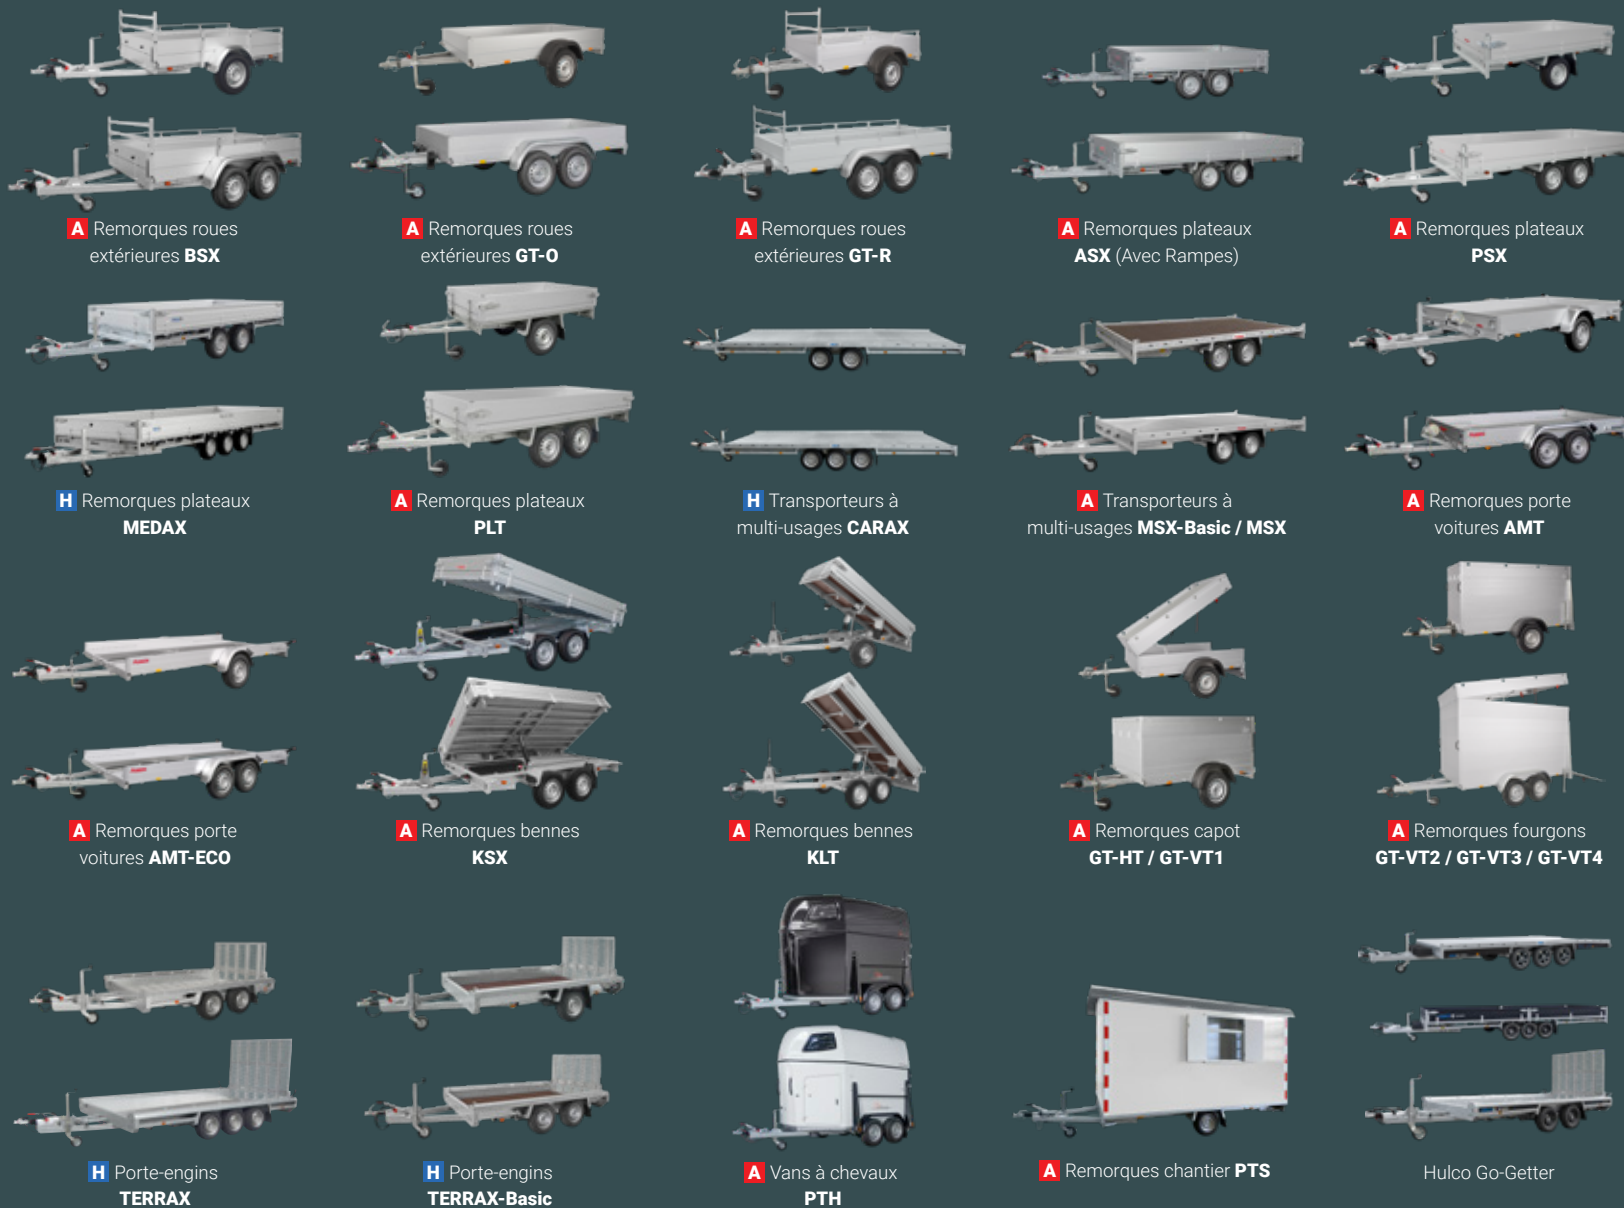 A Remorques roues
extérieures BSX
A Remorques roues
extérieures GT-O
A Remorques roues
extérieures GT-R
A Remorques plateaux
ASX (Avec Rampes)
A Remorques plateaux
PSX
H Remorques plateaux
MEDAX
A Remorques plateaux
PLT
H Transporteurs à
multi-usages CARAX
A Transporteurs à
multi-usages MSX-Basic / MSX
A Remorques porte
voitures AMT
A Remorques porte
voitures AMT-ECO
A Remorques bennes
KSX
A Remorques bennes
KLT
A Remorques capot
GT-HT / GT-VT1
A Remorques fourgons
GT-VT2 / GT-VT3 / GT-VT4
H Porte-engins
TERRAX
H Porte-engins
TERRAX-Basic
A Vans à chevaux
PTH
A Remorques chantier PTS
Hulco Go-Getter